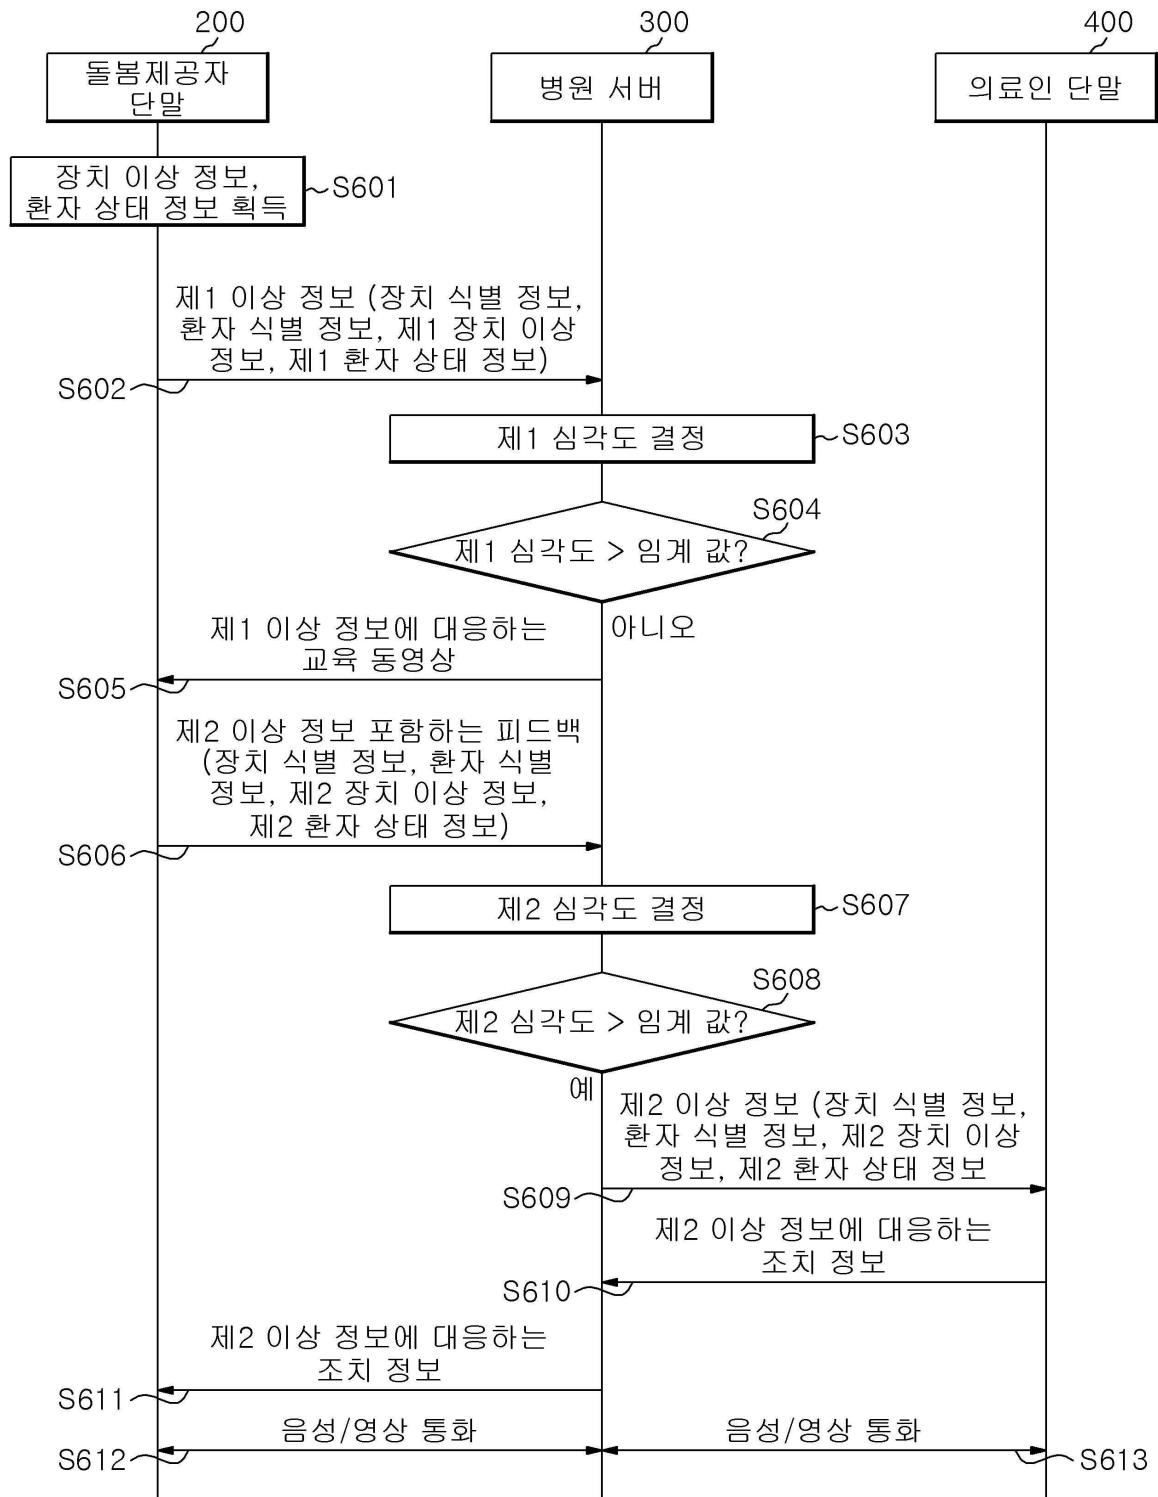 200
300
400
돌봄제공자
단말
병원 서버
의료인 단말
장치 이상 정보,
환자 상태 정보 획득
S601
제1 이상 정보 (장치 식별 정보,
환자 식별 정보, 제1 장치 이상
정보, 제1 환자 상태 정보)
S602
제1 심각도 결정
S603
S604
제1 심각도 > 임계 값?
아니오
제1 이상 정보에 대응하는
교육 동영상
S605
제2 이상 정보 포함하는 피드백
(장치 식별 정보, 환자 식별
정보, 제2 장치 이상 정보,
제2 환자 상태 정보)
S606
제2 심각도 결정
S607
S608
제2 심각도 > 임계 값?
예
제2 이상 정보 (장치 식별 정보,
환자 식별 정보, 제2 장치 이상
정보, 제2 환자 상태 정보
S609
제2 이상 정보에 대응하는
조치 정보
S610
제2 이상 정보에 대응하는
조치 정보
S611
음성/영상 통화
음성/영상 통화
S612
S613